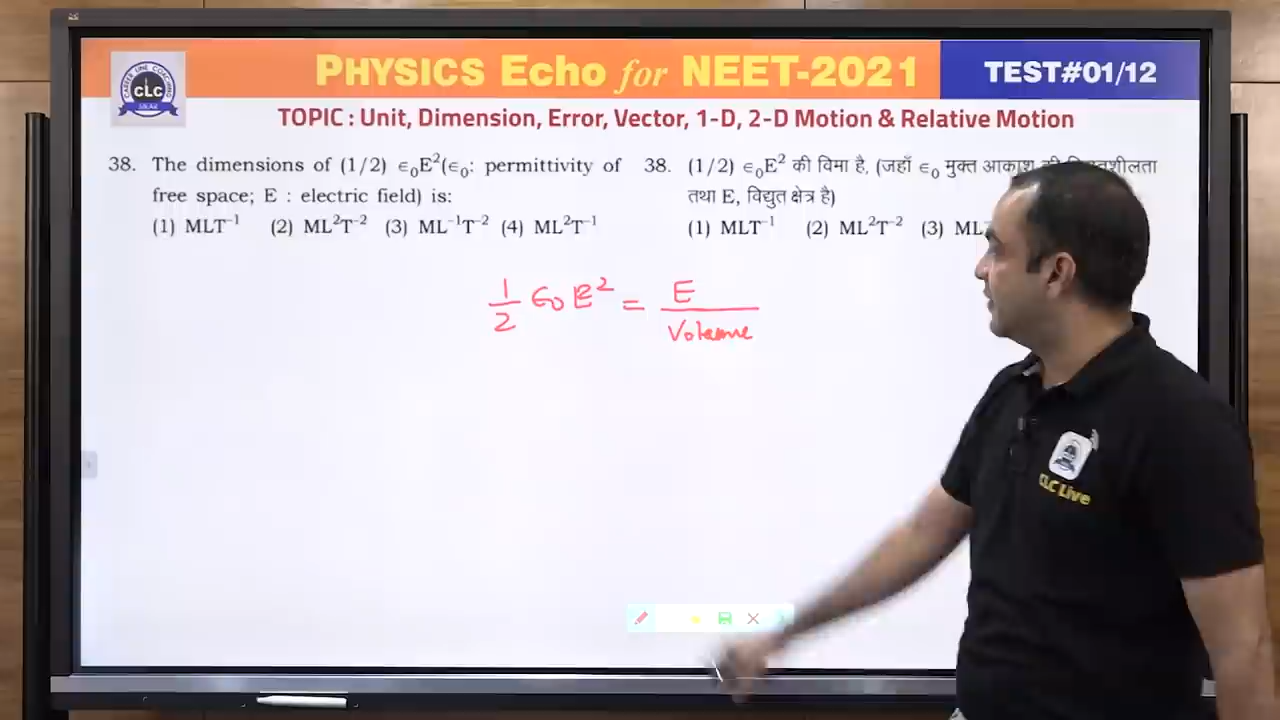 PHYSICS Echo for NEET-2021
TEST#01/12
CLC
TOPIC : Unit, Dimension, Error, Vector, 1-D, 2-D Motion & Relative Motion
38. The dimensions of (1/2) ∈₀E²(∈₀: permittivity of
free space; E : electric field) is:
(1) MLT⁻¹ (2) ML²T⁻² (3) ML⁻¹T⁻² (4) ML²T⁻¹
38. (1/2) ∈₀E² की विमा है, (जहाँ ∈₀ मुक्त आकाश की
तथा E, विद्युत क्षेत्र है)
(1) MLT⁻¹ (2) ML²T⁻² (3)
1/2 ∈₀ E² = E / Volume
CLC Live